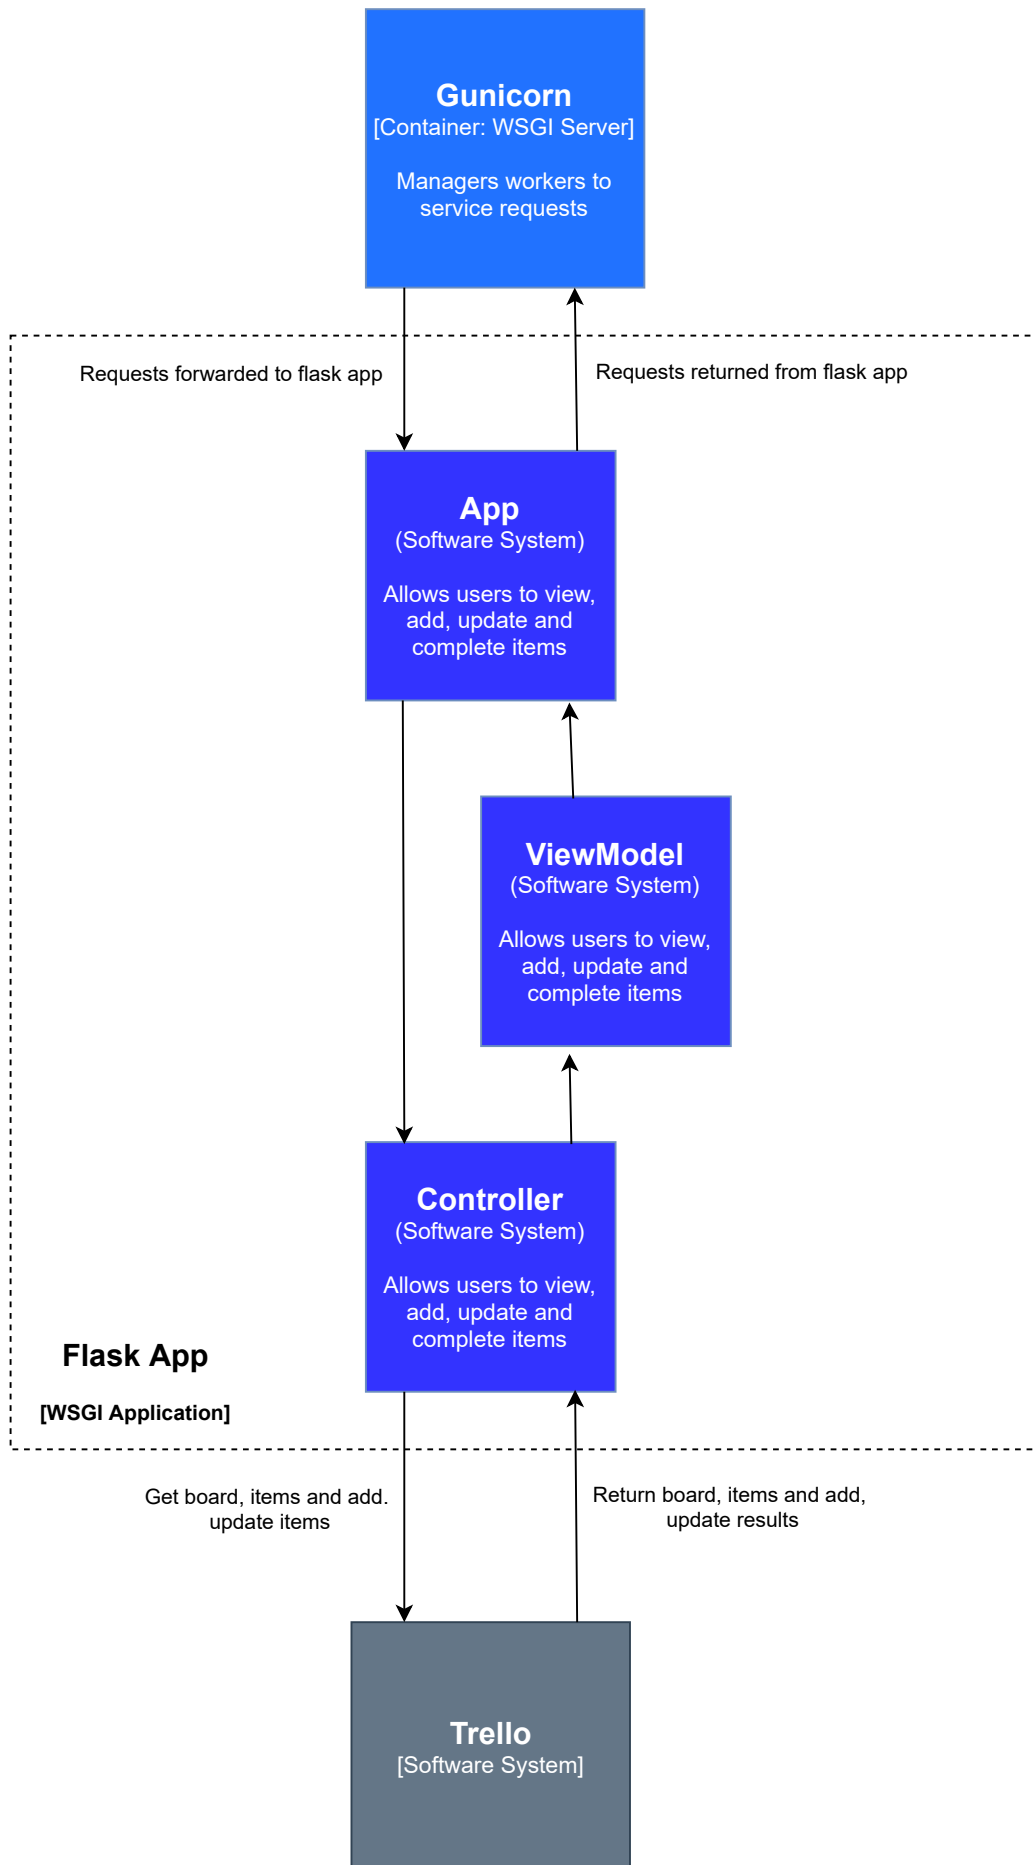 Gunicorn
[Container: WSGI Server]
Managers workers to
service requests
Requests forwarded to flask app
Requests returned from flask app
App
(Software System)
Allows users to view,
add, update and
complete items
ViewModel
(Software System)
Allows users to view,
add, update and
complete items
Controller
(Software System)
Allows users to view,
add, update and
complete items
Flask App
[WSGI Application]
Get board, items and add.
update items
Return board, items and add,
update results
Trello
[Software System]